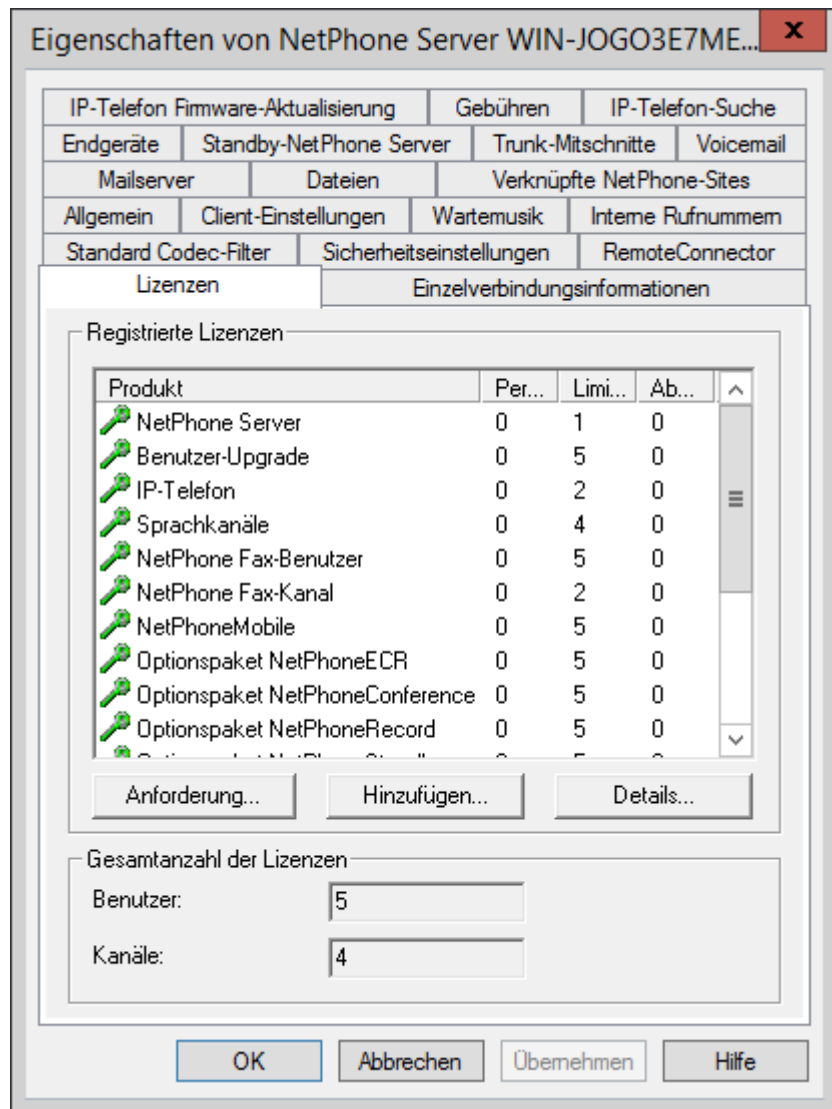 Eigenschaften von NetPhone Server WIN-JOGO3E7ME... x
IP-Telefon Firmware-Aktualisierung Gebühren IP-Telefon-Suche
Endgeräte Standby-NetPhone Server Trunk-Mitschnitte Voicemail
Mailserver Dateien Verknüpfte NetPhone-Sites
Allgemein Client-Einstellungen Wartemusik Interne Rufnummern
Standard Codec-Filter Sicherheitseinstellungen RemoteConnector
Lizenzen Einzelverbindungsinformationen
Registrierte Lizenzen
Produkt Per... Limi... Ab...
NetPhone Server 0 1 0
Benutzer-Upgrade 0 5 0
IP-Telefon 0 2 0
Sprachkanäle 0 4 0
NetPhone Fax-Benutzer 0 5 0
NetPhone Fax-Kanal 0 2 0
NetPhoneMobile 0 5 0
Optionspaket NetPhoneECR 0 5 0
Optionspaket NetPhoneConference 0 5 0
Optionspaket NetPhoneRecord 0 5 0
Anforderung... Hinzufügen... Details...
Gesamtanzahl der Lizenzen
Benutzer: 5
Kanäle: 4
OK Abbrechen Übernehmen Hilfe